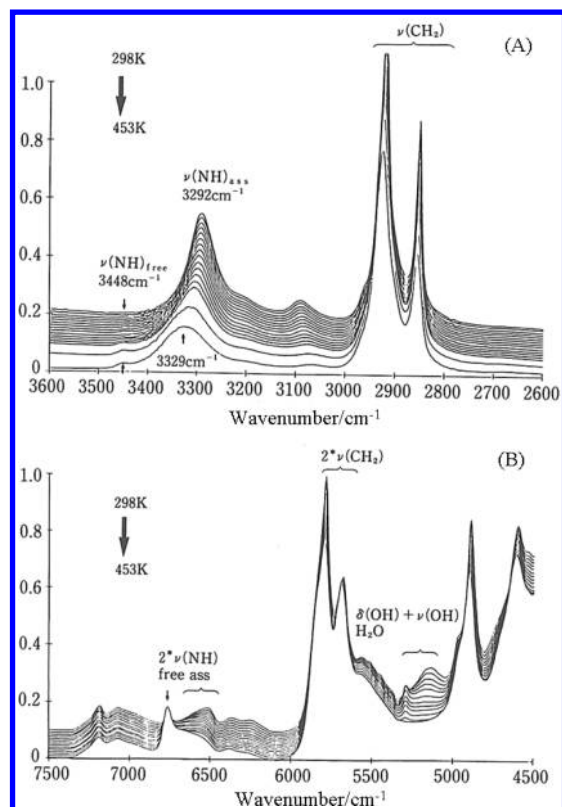 (A)
ν(CH₂)
298K
453K
1.0
0.8
0.6
0.4
0.2
0
ν(NH)ₐₛₛ
3292cm⁻¹
ν(NH)free
3448cm⁻¹
3329cm⁻¹
3600 3500 3400 3300 3200 3100 3000 2900 2800 2700 2600
Wavenumber/cm⁻¹
(B)
2*ν(CH₂)
298K
453K
1.0
0.8
0.6
0.4
0.2
0
δ(OH) + ν(OH)
H₂O
2*ν(NH)
free ass
7500 7000 6500 6000 5500 5000 4500
Wavenumber/cm⁻¹